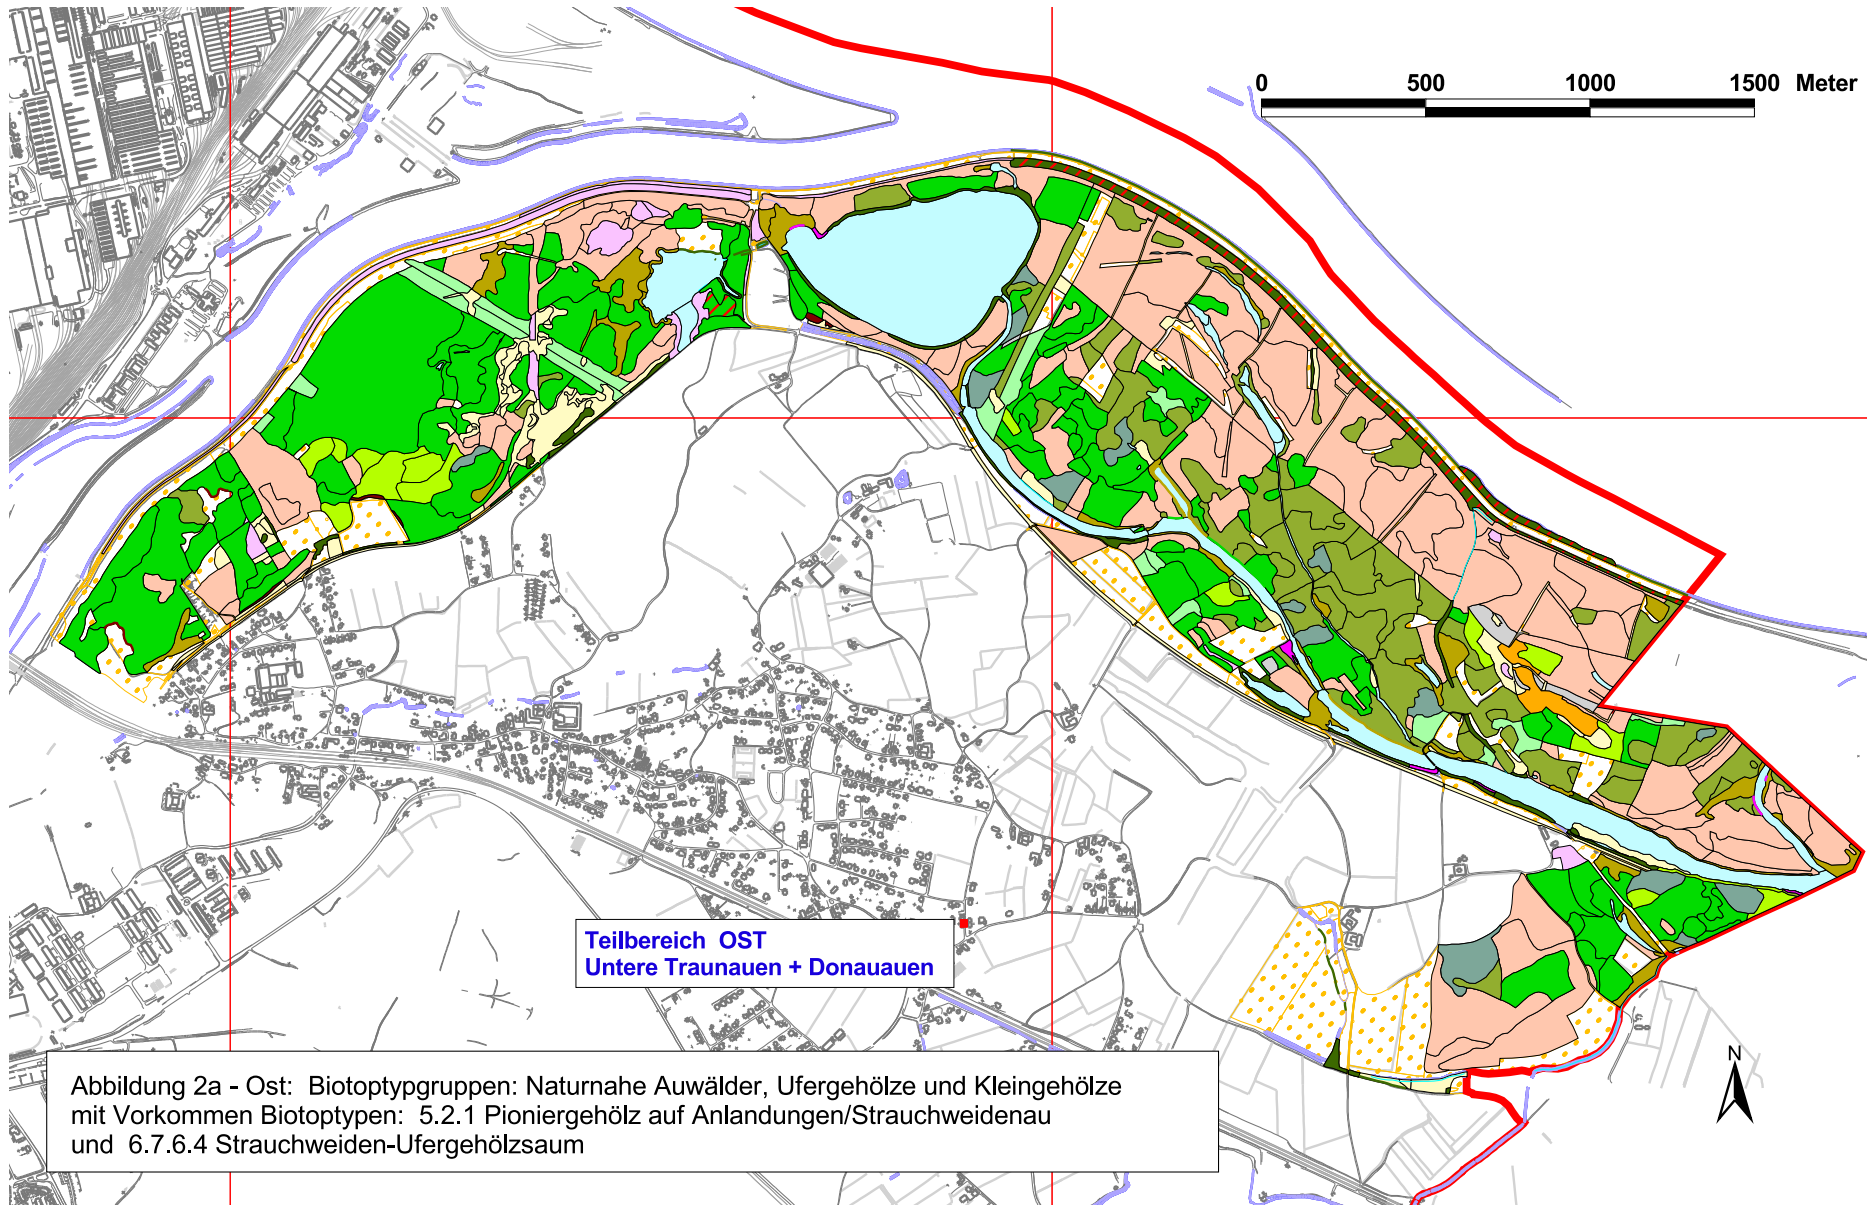 0 500 1000 1500 Meter
Teilbereich OST
Untere Traunauen + Donauauen
N
Abbildung 2a - Ost: Biotoptypgruppen: Naturnahe Auwälder, Ufergehölze und Kleingehölze
mit Vorkommen Biotoptypen: 5.2.1 Pioniergehölz auf Anlandungen/Strauchweidenau
und 6.7.6.4 Strauchweiden-Ufergehölzsaum